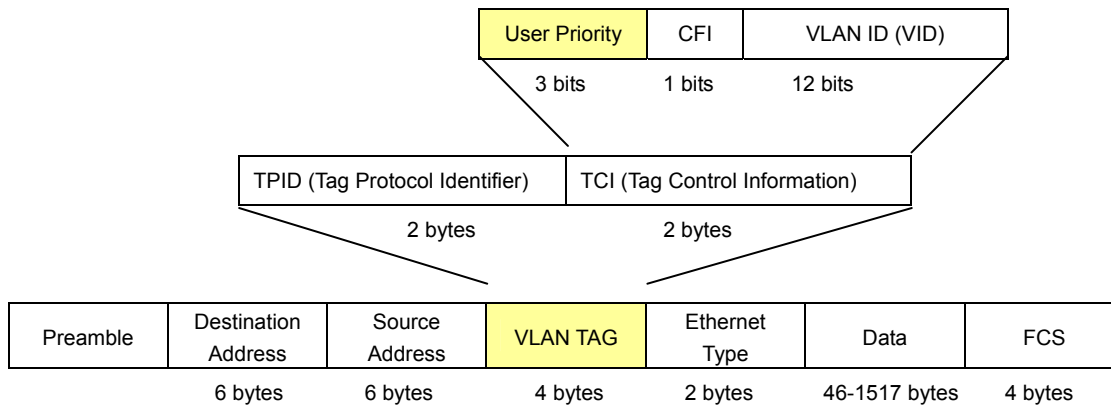 User Priority CFI VLAN ID (VID)
3 bits 1 bits 12 bits
TPID (Tag Protocol Identifier) TCI (Tag Control Information)
2 bytes 2 bytes
Preamble Destination Address Source Address VLAN TAG Ethernet Type Data FCS
6 bytes 6 bytes 4 bytes 2 bytes 46-1517 bytes 4 bytes